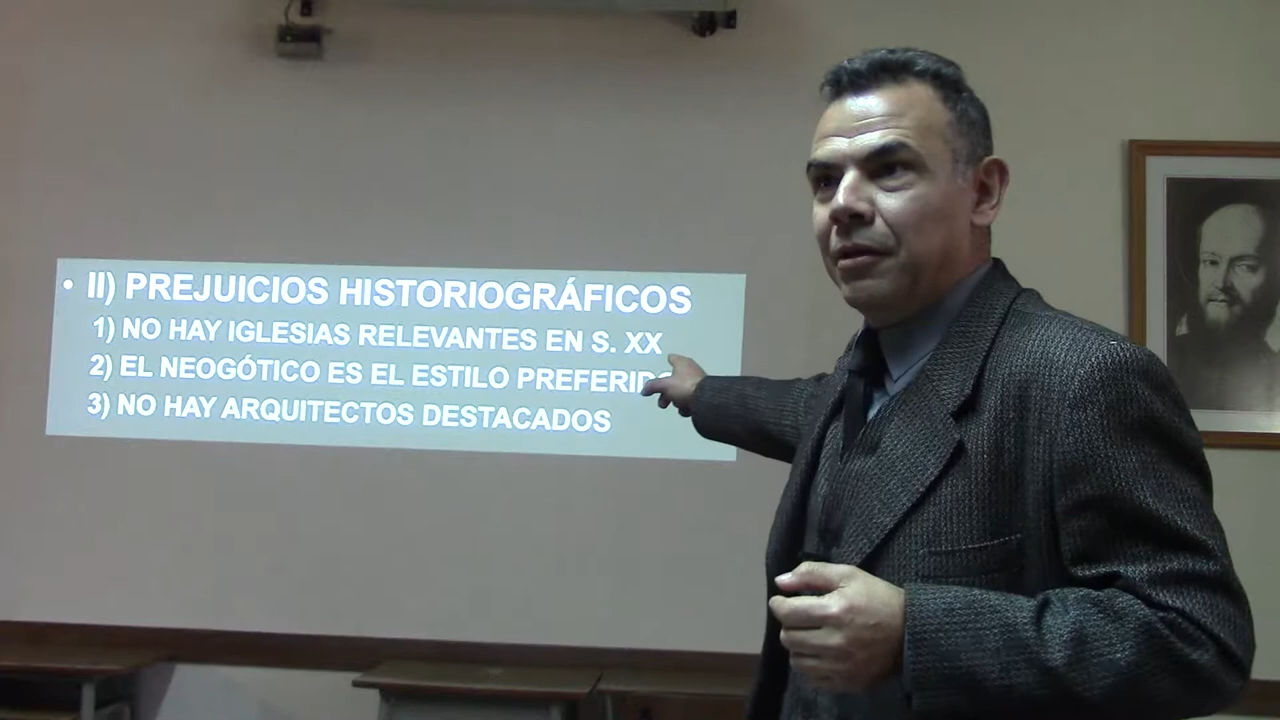 • II) PREJUICIOS HISTORIOGRÁFICOS
1) NO HAY IGLESIAS RELEVANTES EN S. XX
2) EL NEOGÓTICO ES EL ESTILO PREFERIDO
3) NO HAY ARQUITECTOS DESTACADOS